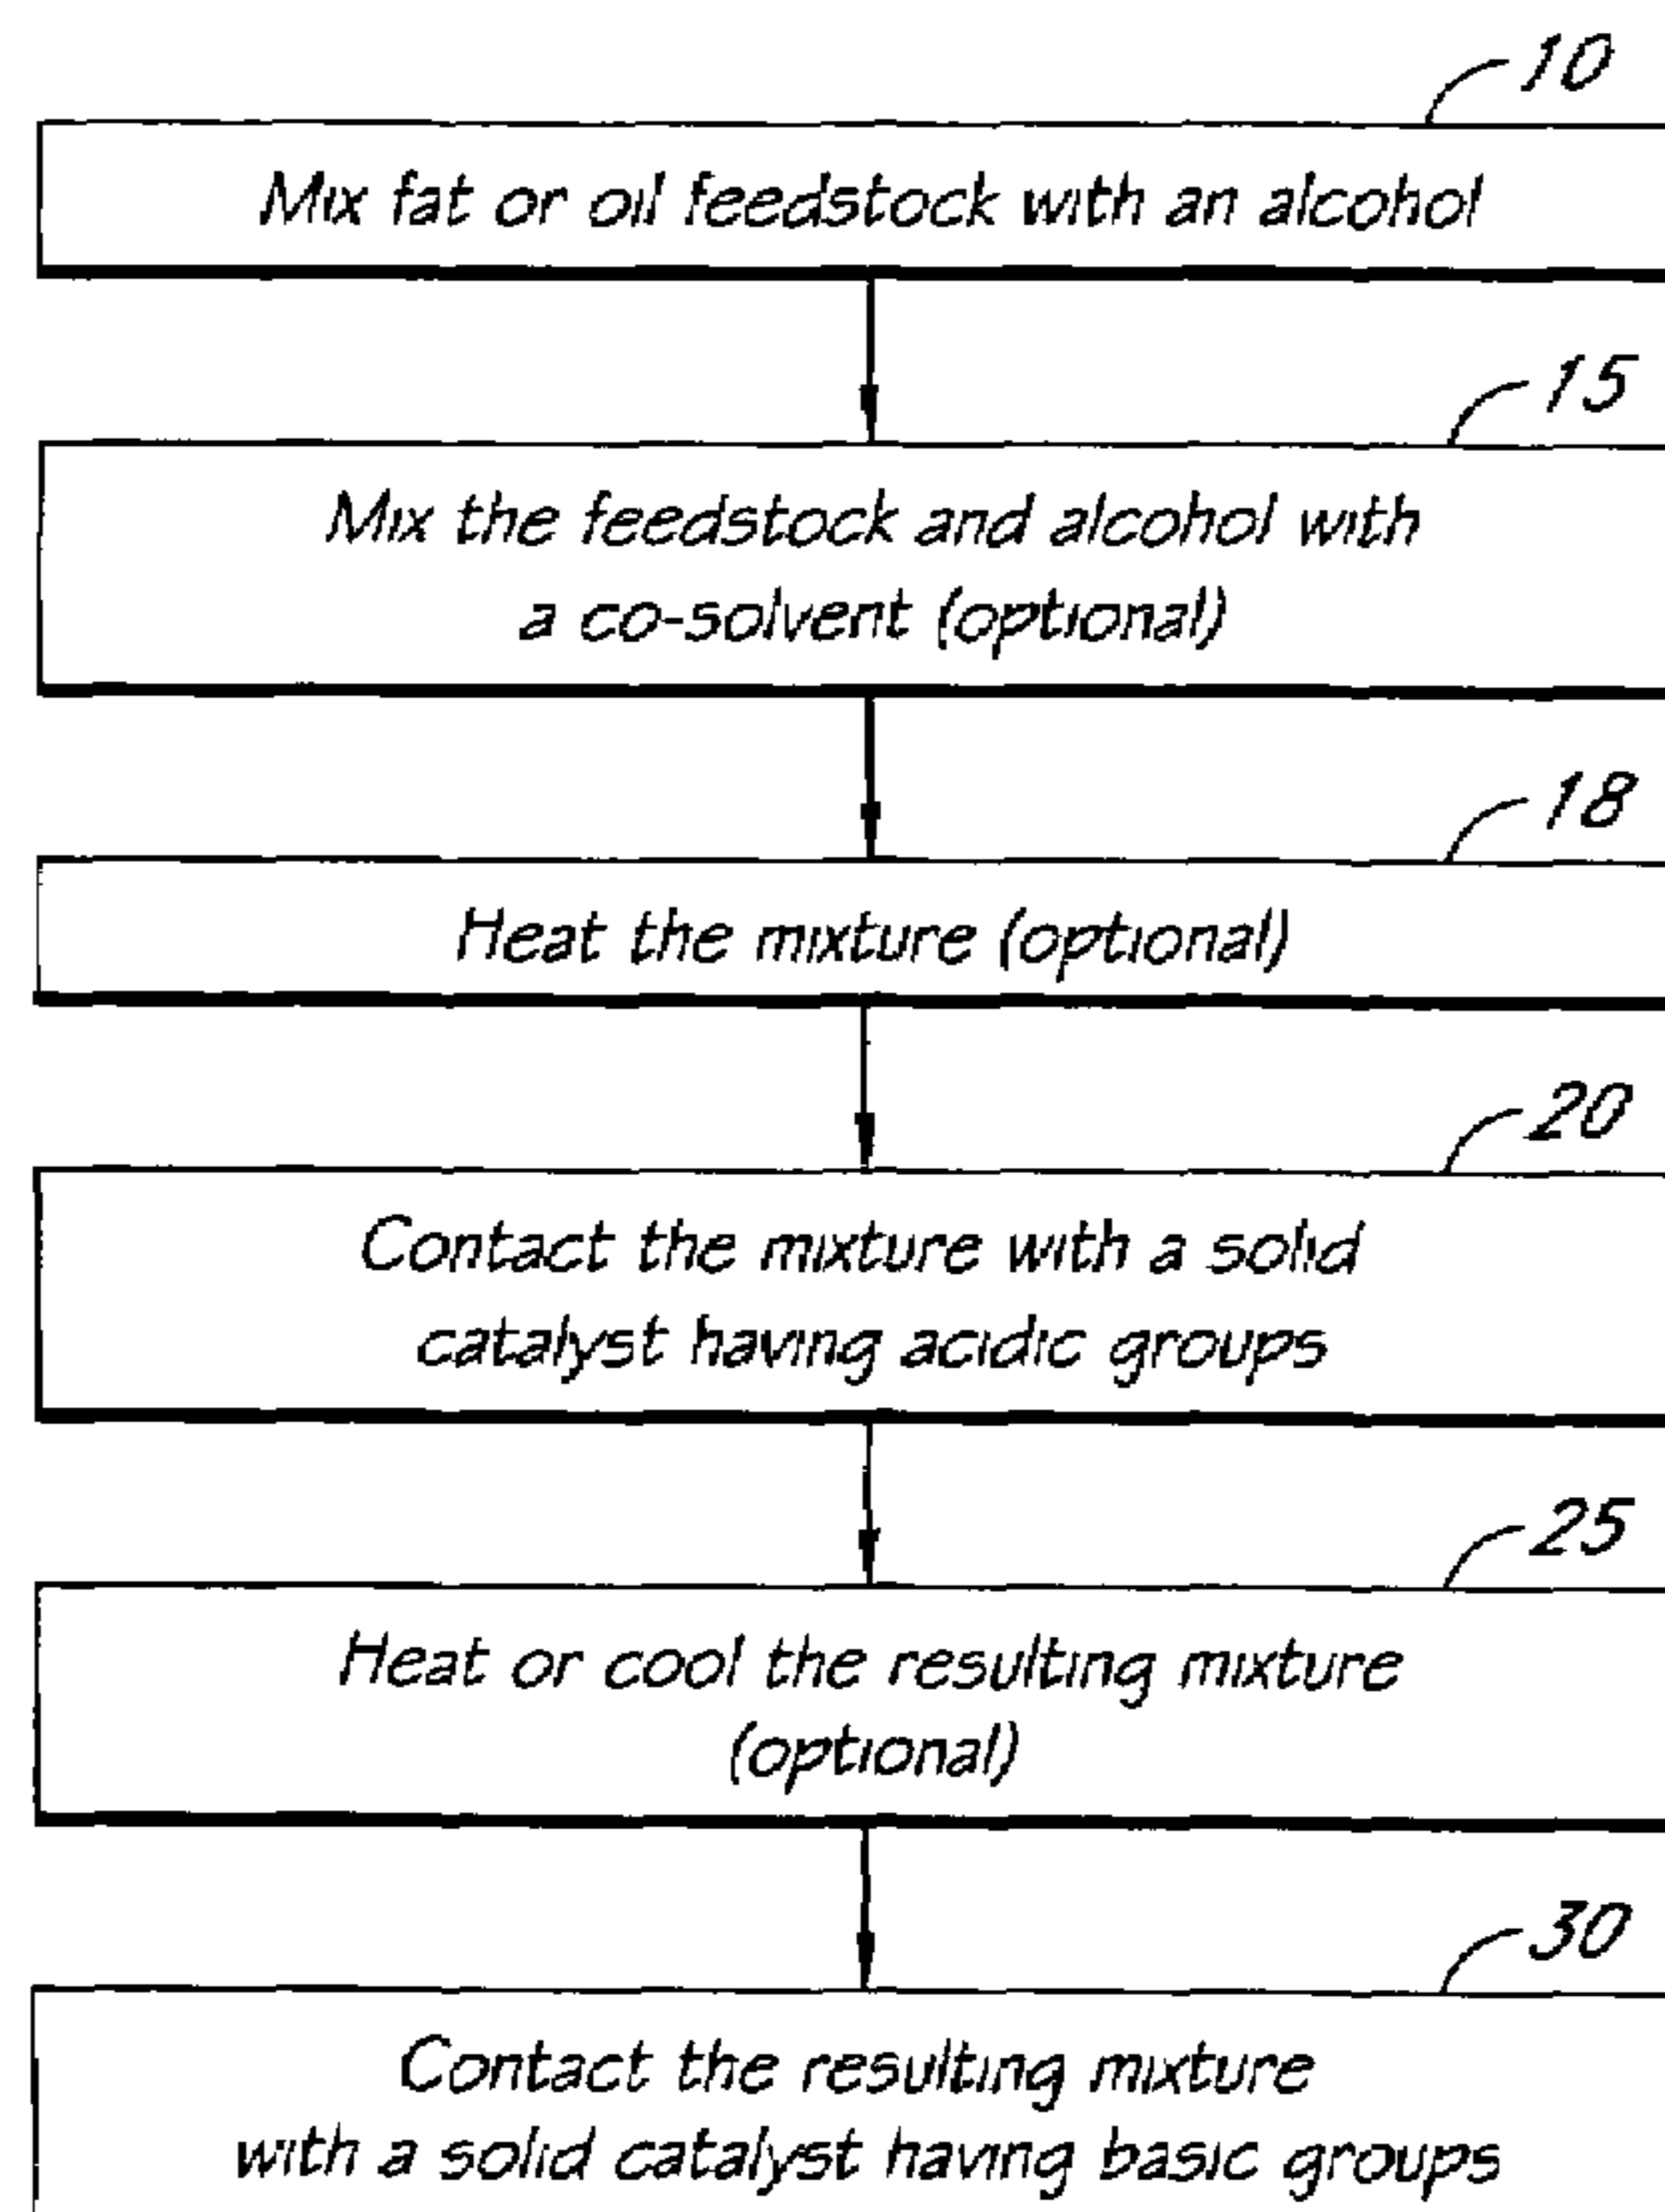 10
Mix fat or oil feedstock with an alcohol
15
Mix the feedstock and alcohol with
a co-solvent (optional)
18
Heat the mixture (optional)
20
Contact the mixture with a solid
catalyst having acidic groups
25
Heat or cool the resulting mixture
(optional)
30
Contact the resulting mixture
with a solid catalyst having basic groups